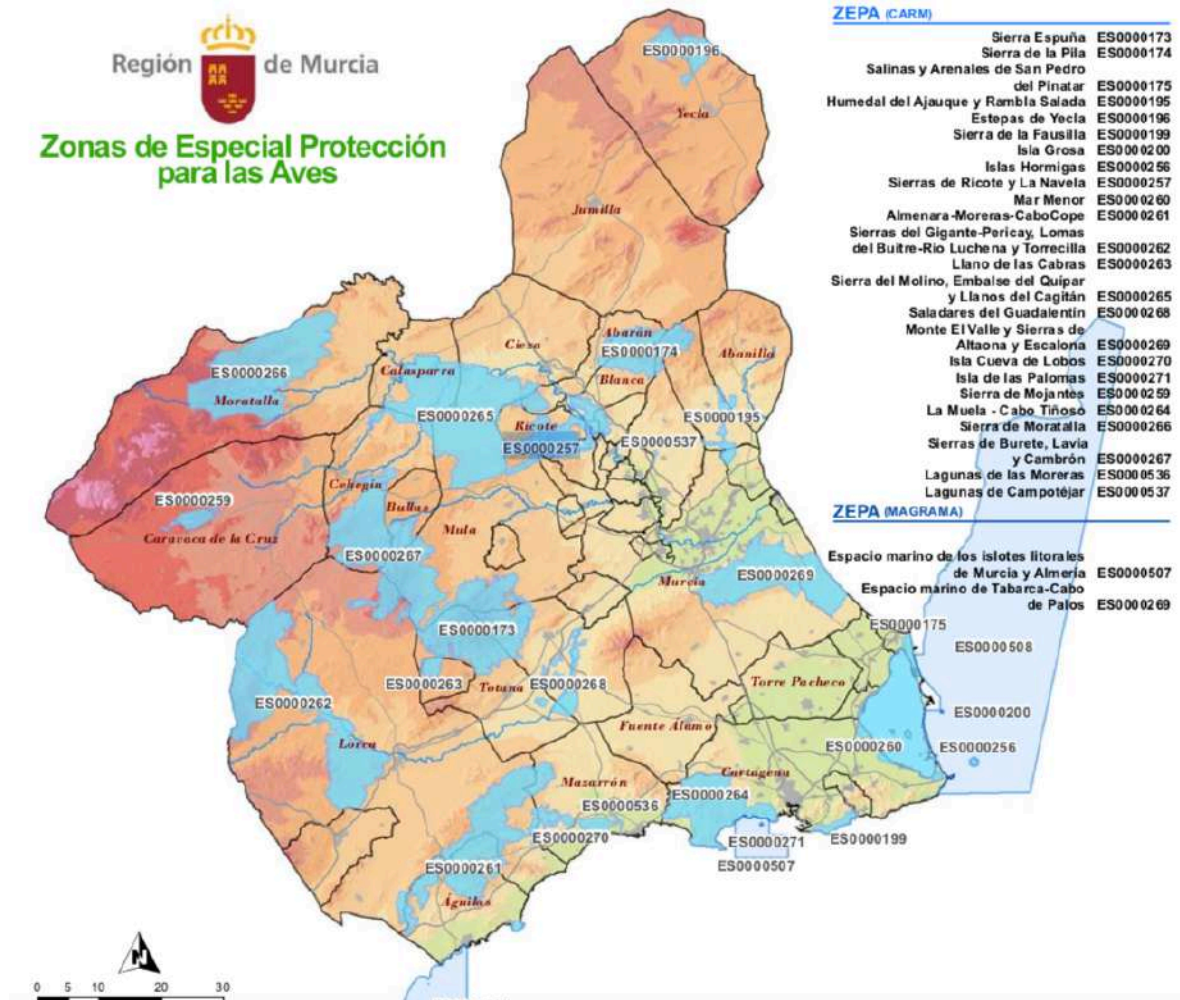 Región de Murcia
Zonas de Especial Protección
para las Aves
ZEPA (CARM)
Sierra Espuña ES0000173
Sierra de la Pila ES0000174
Salinas y Arenales de San Pedro
del Pinatar ES0000175
Humedal del Ajauque y Rambla Salada ES0000195
Estepas de Yecla ES0000196
Sierra de la Fausilla ES0000199
Isla Grosa ES0000200
Islas Hormigas ES0000256
Sierras de Ricote y La Navela ES0000257
Mar Menor ES0000260
Almenara-Moreras-CaboCope ES0000261
Sierras del Gigante-Pericay, Lomas
del Buitre-Río Luchena y Torrecilla ES0000262
Llano de las Cabras ES0000263
Sierra del Molino, Embalse del Quípar
y Llanos del Cagitán ES0000265
Saladares del Guadalentín ES0000268
Monte El Valle y Sierras de
Altaona y Escalona ES0000269
Isla Cueva de Lobos ES0000270
Isla de las Palomas ES0000271
Sierra de Mojantes ES0000259
La Muela - Cabo Tiñoso ES0000264
Sierra de Moratalla ES0000266
Sierras de Burete, Lavia
y Cambrón ES0000267
Lagunas de las Moreras ES0000536
Lagunas de Campotéjar ES0000537
ZEPA (MAGRAMA)
Espacio marino de los islotes litorales
de Murcia y Almería ES0000507
Espacio marino de Tabarca-Cabo
de Palos ES0000269
ES0000196
Yecla
Jumilla
Cieza
Abarán
ES0000174
Abanilla
Blanca
Calasparra
ES0000266
Moratalla
ES0000265
Ricote
ES0000257
ES0000195
ES0000537
ES0000259
Cehegín
Bullas
Mula
Caravaca de la Cruz
ES0000267
Murcia
ES0000269
ES0000173
ES0000175
ES0000508
ES0000263
Totana
ES0000268
Torre Pacheco
ES0000262
ES0000200
Lorca
Fuente Álamo
ES0000260
ES0000256
Mazarrón
Cartagena
ES0000536
ES0000264
ES0000270
ES0000271
ES0000199
ES0000507
ES0000261
Águilas
N
0 5 10 20 30